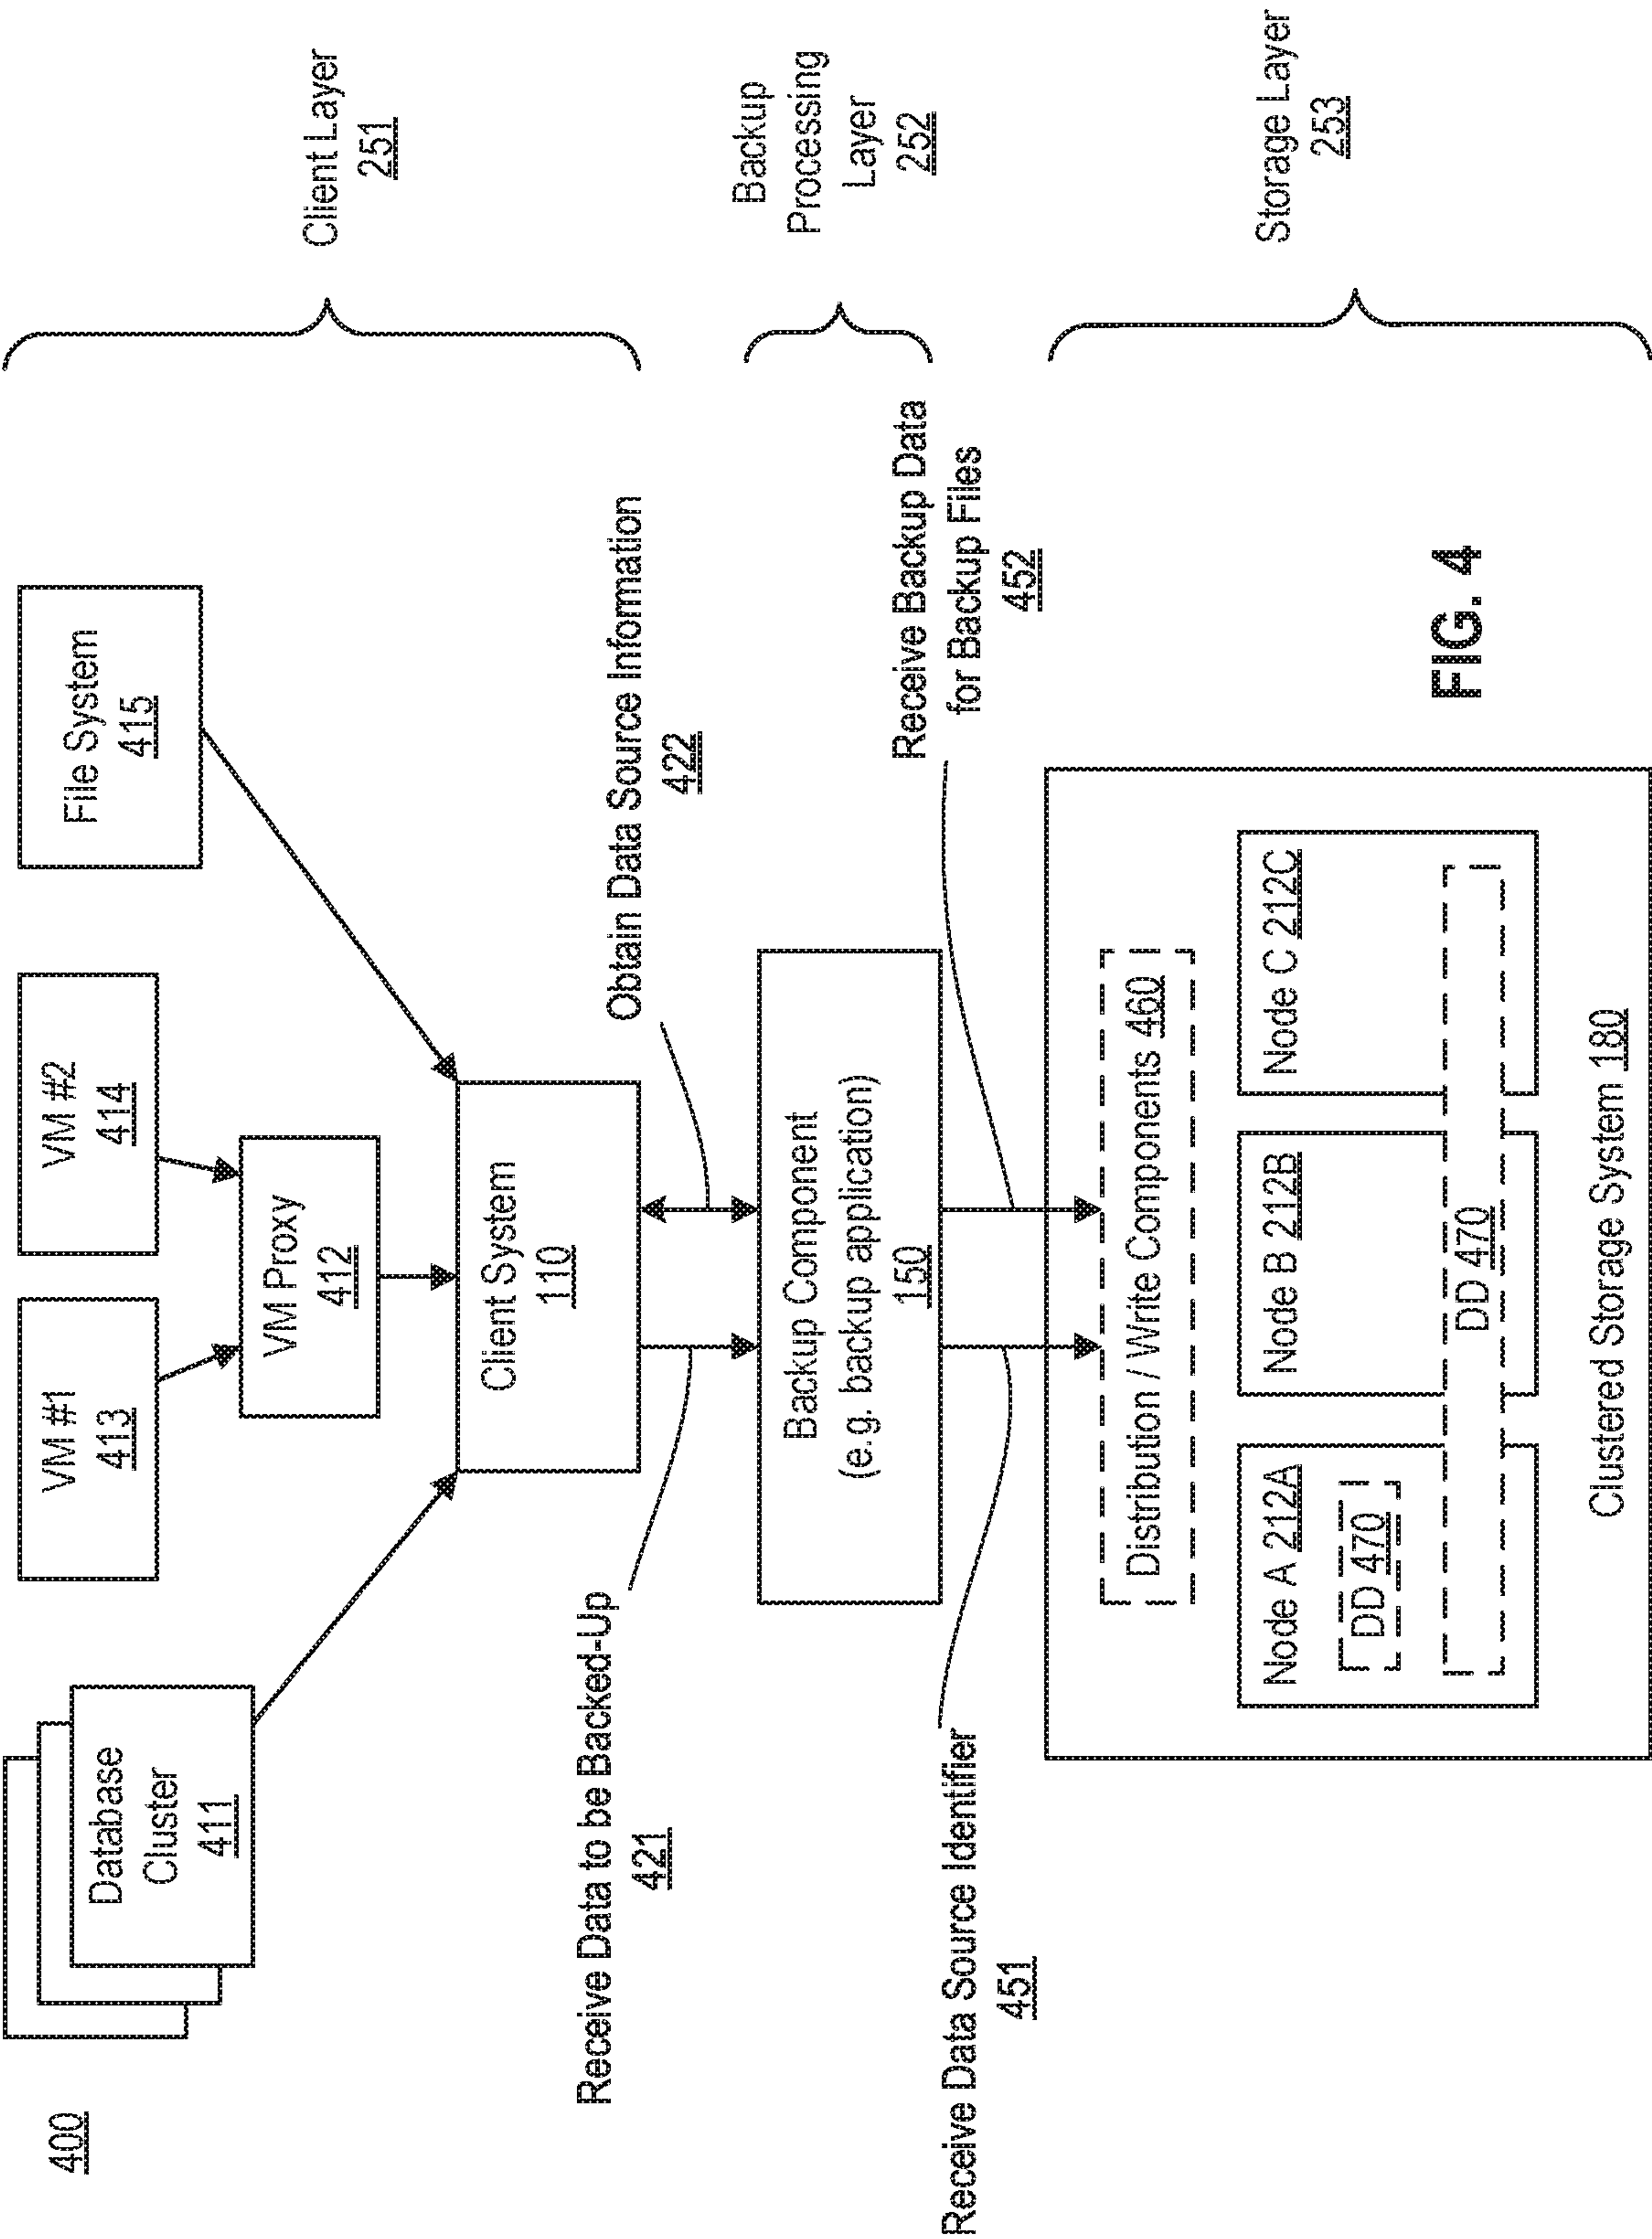 400
Database
Cluster
411
VM #1
413
VM #2
414
File System
415
VM Proxy
412
Client System
110
Client Layer
251
Receive Data to be Backed-Up
421
Obtain Data Source Information
422
Backup Component
(e.g. backup application)
150
Backup
Processing
Layer
252
Receive Data Source Identifier
451
Receive Backup Data
for Backup Files
452
Distribution / Write Components 460
Node A 212A
Node B 212B
Node C 212C
DD 470
DD 470
Clustered Storage System 180
Storage Layer
253
FIG. 4